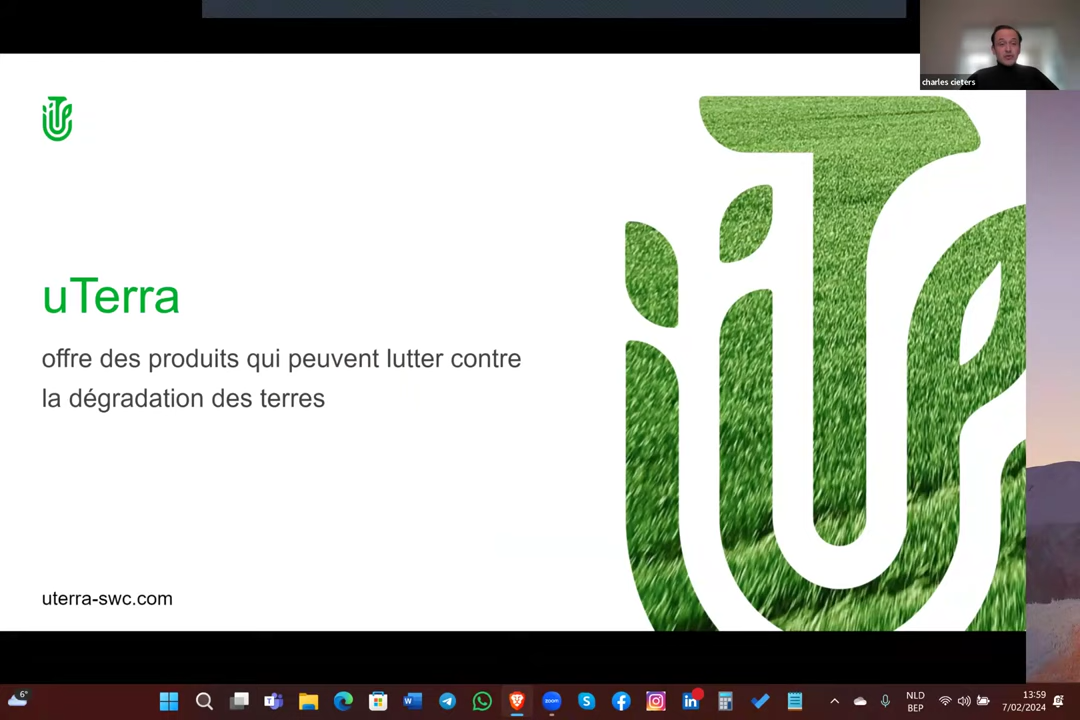 charles cieters
uTerra
offre des produits qui peuvent lutter contre
la dégradation des terres
uterra-swc.com
6°
NLD
BEP
13:59
7/02/2024